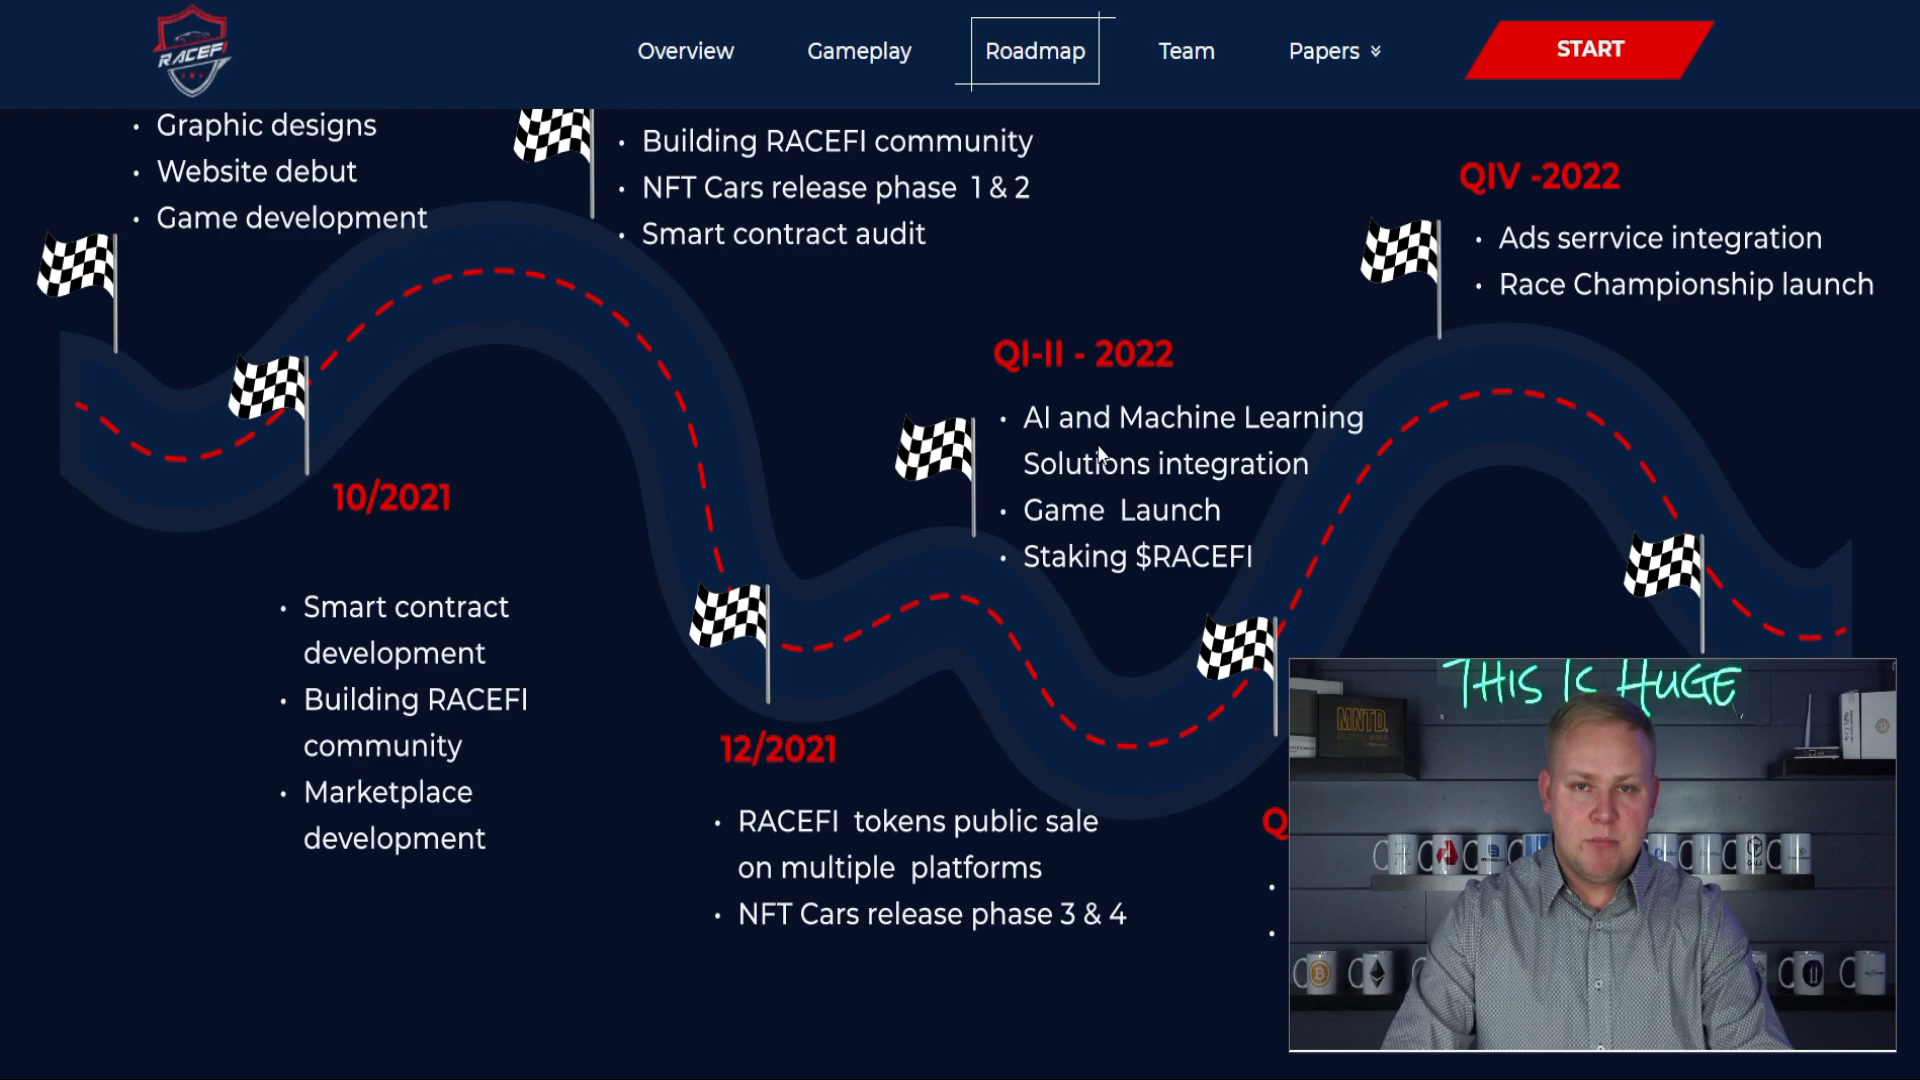 RACEFI
Overview
Gameplay
Roadmap
Team
Papers
START
• Graphic designs
• Website debut
• Game development
• Building RACEFI community
• NFT Cars release phase 1 & 2
• Smart contract audit
QIV -2022
• Ads serrvice integration
• Race Championship launch
QI-II - 2022
• AI and Machine Learning
Solutions integration
• Game Launch
• Staking $RACEFI
10/2021
• Smart contract
development
• Building RACEFI
community
• Marketplace
development
12/2021
• RACEFI tokens public sale
on multiple platforms
• NFT Cars release phase 3 & 4
Q
THIS IS HUGE
MNTD.